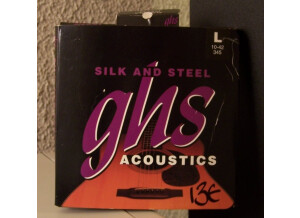 L
10-42
345
SILK AND STEEL
ghs
ACOUSTICS
13€